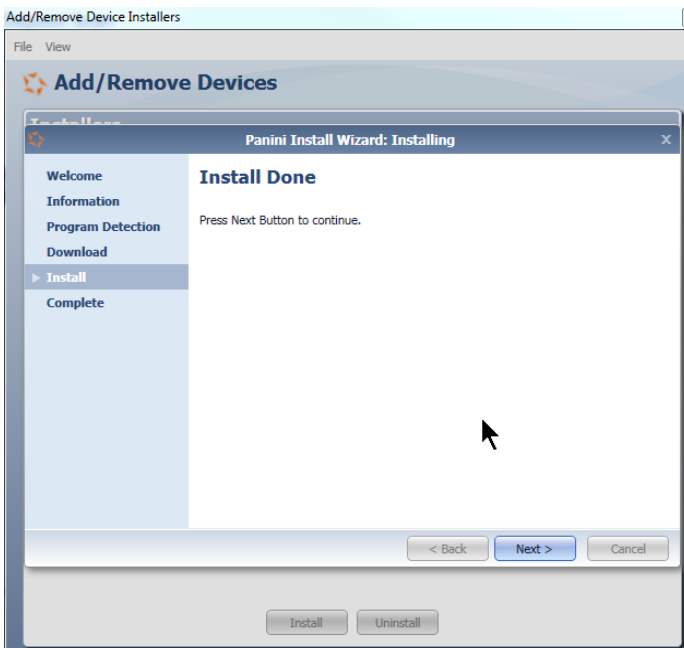 Add/Remove Device Installers
File View
Add/Remove Devices
Installers
Panini Install Wizard: Installing x
Welcome
Information
Program Detection
Download
Install
Complete
Install Done
Press Next Button to continue.
< Back Next > Cancel
Install Uninstall